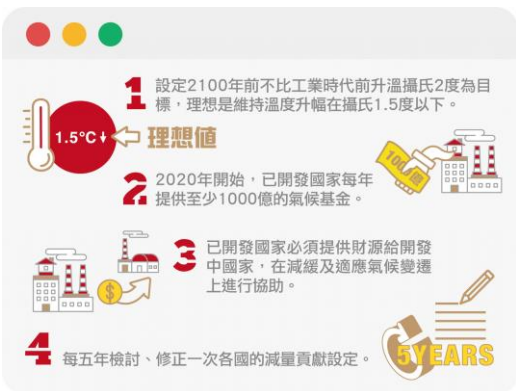 1 設定2100年前不比工業時代前升溫攝氏2度為目
標，理想是維持溫度升幅在攝氏1.5度以下。
1.5°C↓
理想值
2 2020年開始，已開發國家每年
提供至少1000億的氣候基金。
100億
3 已開發國家必須提供財源給開發
中國家，在減緩及適應氣候變遷
上進行協助。
$
4 每五年檢討、修正一次各國的減量貢獻設定。
5YEARS